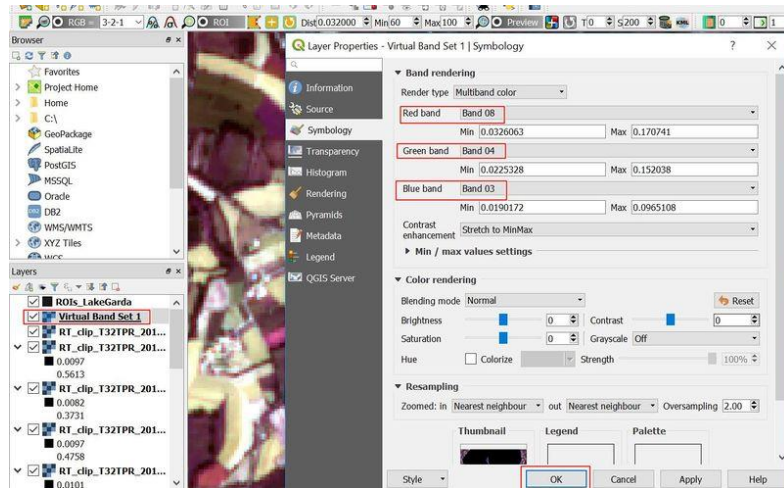 RGB = 3-2-1 ROI Dist 0.032000 Min 60 Max 100 Preview T 0 S 200 0 1
Browser
Favorites
Project Home
Home
C:\
GeoPackage
SpatiaLite
PostGIS
MSSQL
Oracle
DB2
WMS/WMTS
XYZ Tiles
WCS
Layers
ROIs_LakeGarda
Virtual Band Set 1
RT_clip_T32TPR_201...
RT_clip_T32TPR_201...
0.0097
0.5613
RT_clip_T32TPR_201...
0.0082
0.3731
RT_clip_T32TPR_201...
0.0097
0.4758
RT_clip_T32TPR_201...
0.0101
Layer Properties - Virtual Band Set 1 | Symbology ? ×
Information
Source
Symbology
Transparency
Histogram
Rendering
Pyramids
Metadata
Legend
QGIS Server
Band rendering
Render type Multiband color
Red band Band 08
Min 0.0326063 Max 0.170741
Green band Band 04
Min 0.0225328 Max 0.152038
Blue band Band 03
Min 0.0190172 Max 0.0965108
Contrast
enhancement Stretch to MinMax
Min / max values settings
Color rendering
Blending mode Normal Reset
Brightness 0 Contrast 0
Saturation 0 Grayscale Off
Hue Colorize Strength 100%
Resampling
Zoomed: in Nearest neighbour out Nearest neighbour Oversampling 2.00
Thumbnail Legend Palette
Style OK Cancel Apply Help